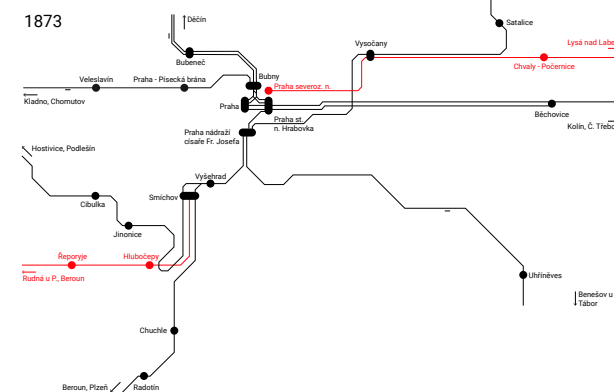 1873
Děčín
Satalice
Vysočany
Lysá nad Labe
Bubeneč
Chvaly - Počernice
Veleslavín
Praha - Písecká brána
Bubny
Praha severoz. n.
Kladno, Chomutov
Praha
Běchovice
Praha st.
n. Hrabovka
Kolín, Č. Třebo
Praha nádraží
císaře Fr. Josefa
Hostivice, Podlešín
Vyšehrad
Smíchov
Cibulka
Jinonice
Řeporyje
Hlubočepy
Rudná u P., Beroun
Uhříněves
Benešov u
Tábor
Chuchle
Beroun, Plzeň
Radotín